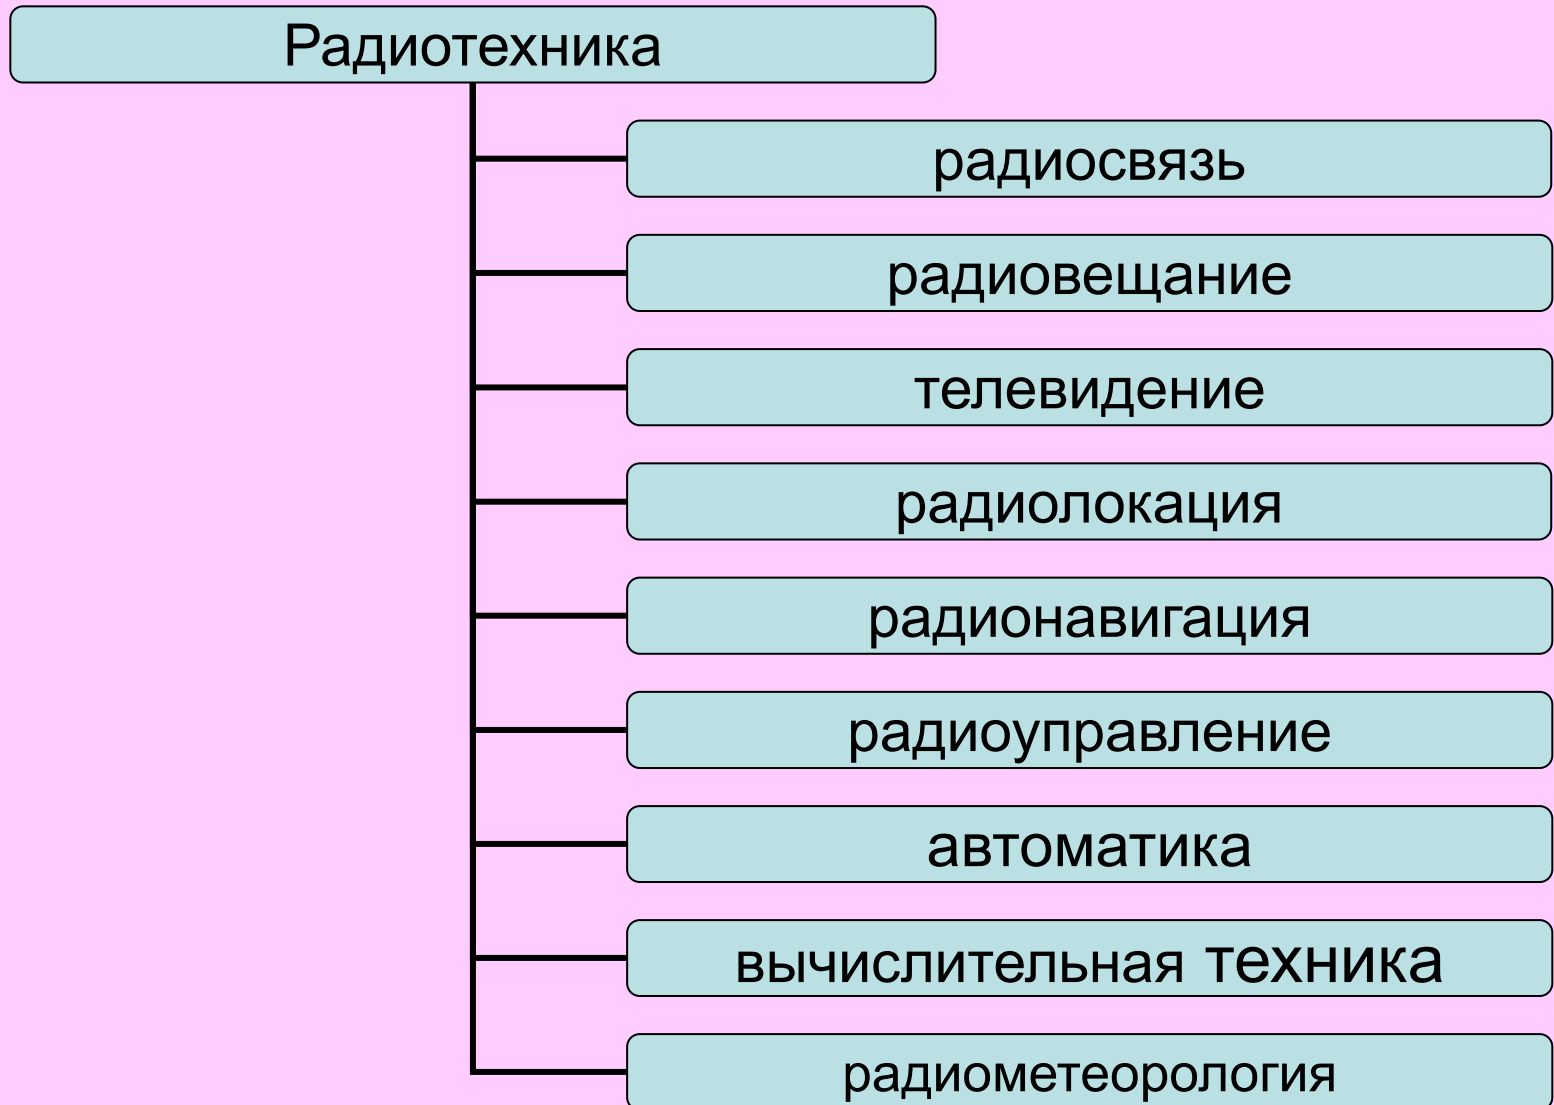 Радиотехника
радиосвязь
радиовещание
телевидение
радиолокация
радионавигация
радиоуправление
автоматика
вычислительная техника
радиометеорология